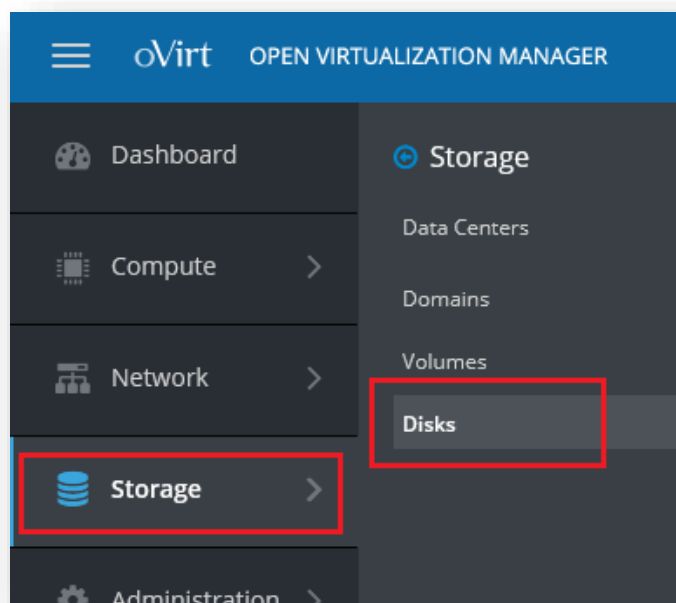 oVirt OPEN VIRTUALIZATION MANAGER
Dashboard
Compute
Network
Storage
Administration
Storage
Data Centers
Domains
Volumes
Disks